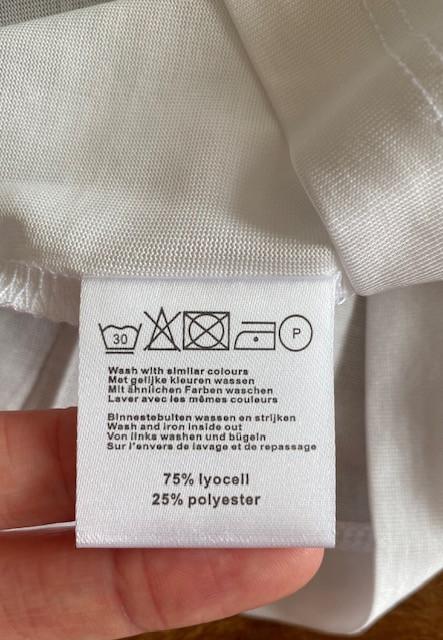 30 P
Wash with similar colours
Met gelijke kleuren wassen
Mit ähnlichen Farben waschen
Laver avec les mêmes couleurs
Binnestebuiten wassen en strijken
Wash and iron inside out
Von links washen und bügeln
Sur l'envers de lavage et de repassage
75% lyocell
25% polyester